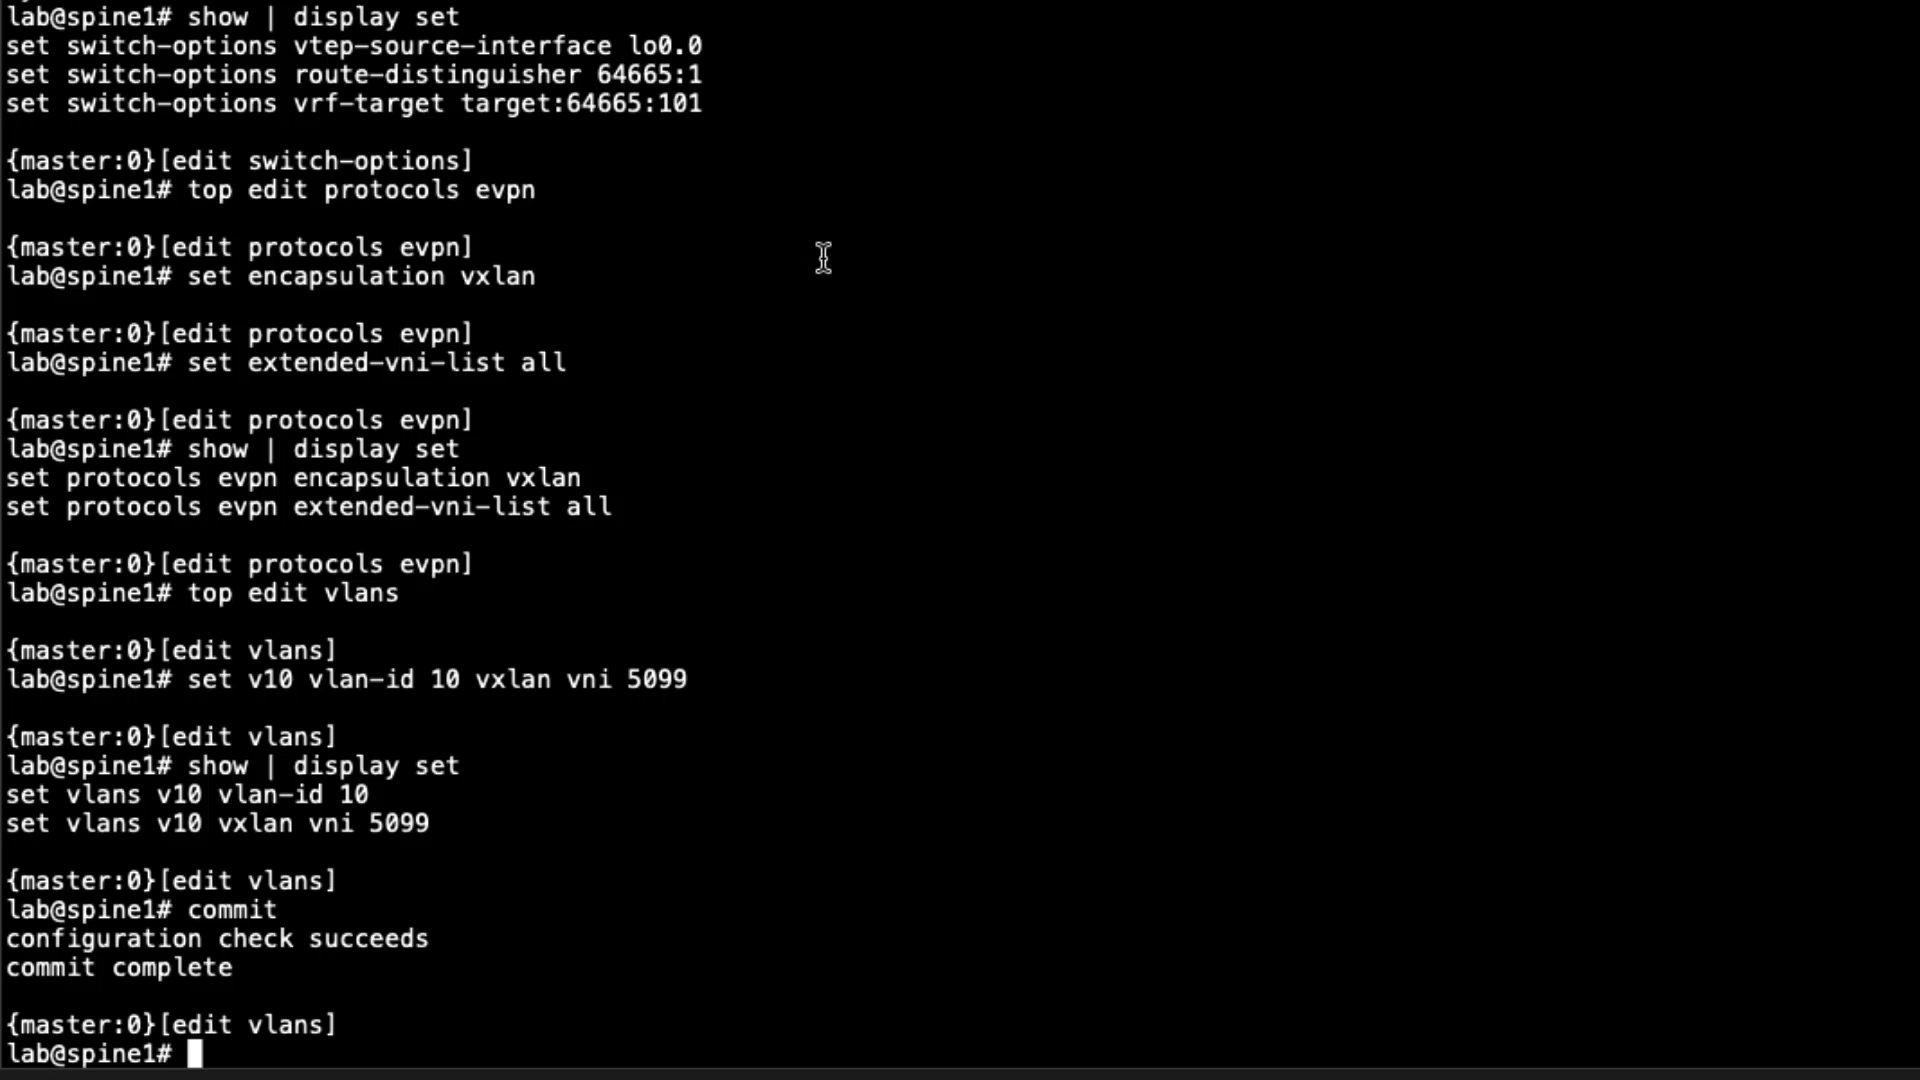 lab@spine1# show | display set
set switch-options vtep-source-interface lo0.0
set switch-options route-distinguisher 64665:1
set switch-options vrf-target target:64665:101
{master:0}[edit switch-options]
lab@spine1# top edit protocols evpn
{master:0}[edit protocols evpn]
lab@spine1# set encapsulation vxlan
{master:0}[edit protocols evpn]
lab@spine1# set extended-vni-list all
{master:0}[edit protocols evpn]
lab@spine1# show | display set
set protocols evpn encapsulation vxlan
set protocols evpn extended-vni-list all
{master:0}[edit protocols evpn]
lab@spine1# top edit vlans
{master:0}[edit vlans]
lab@spine1# set v10 vlan-id 10 vxlan vni 5099
{master:0}[edit vlans]
lab@spine1# show | display set
set vlans v10 vlan-id 10
set vlans v10 vxlan vni 5099
{master:0}[edit vlans]
lab@spine1# commit
configuration check succeeds
commit complete
{master:0}[edit vlans]
lab@spine1#